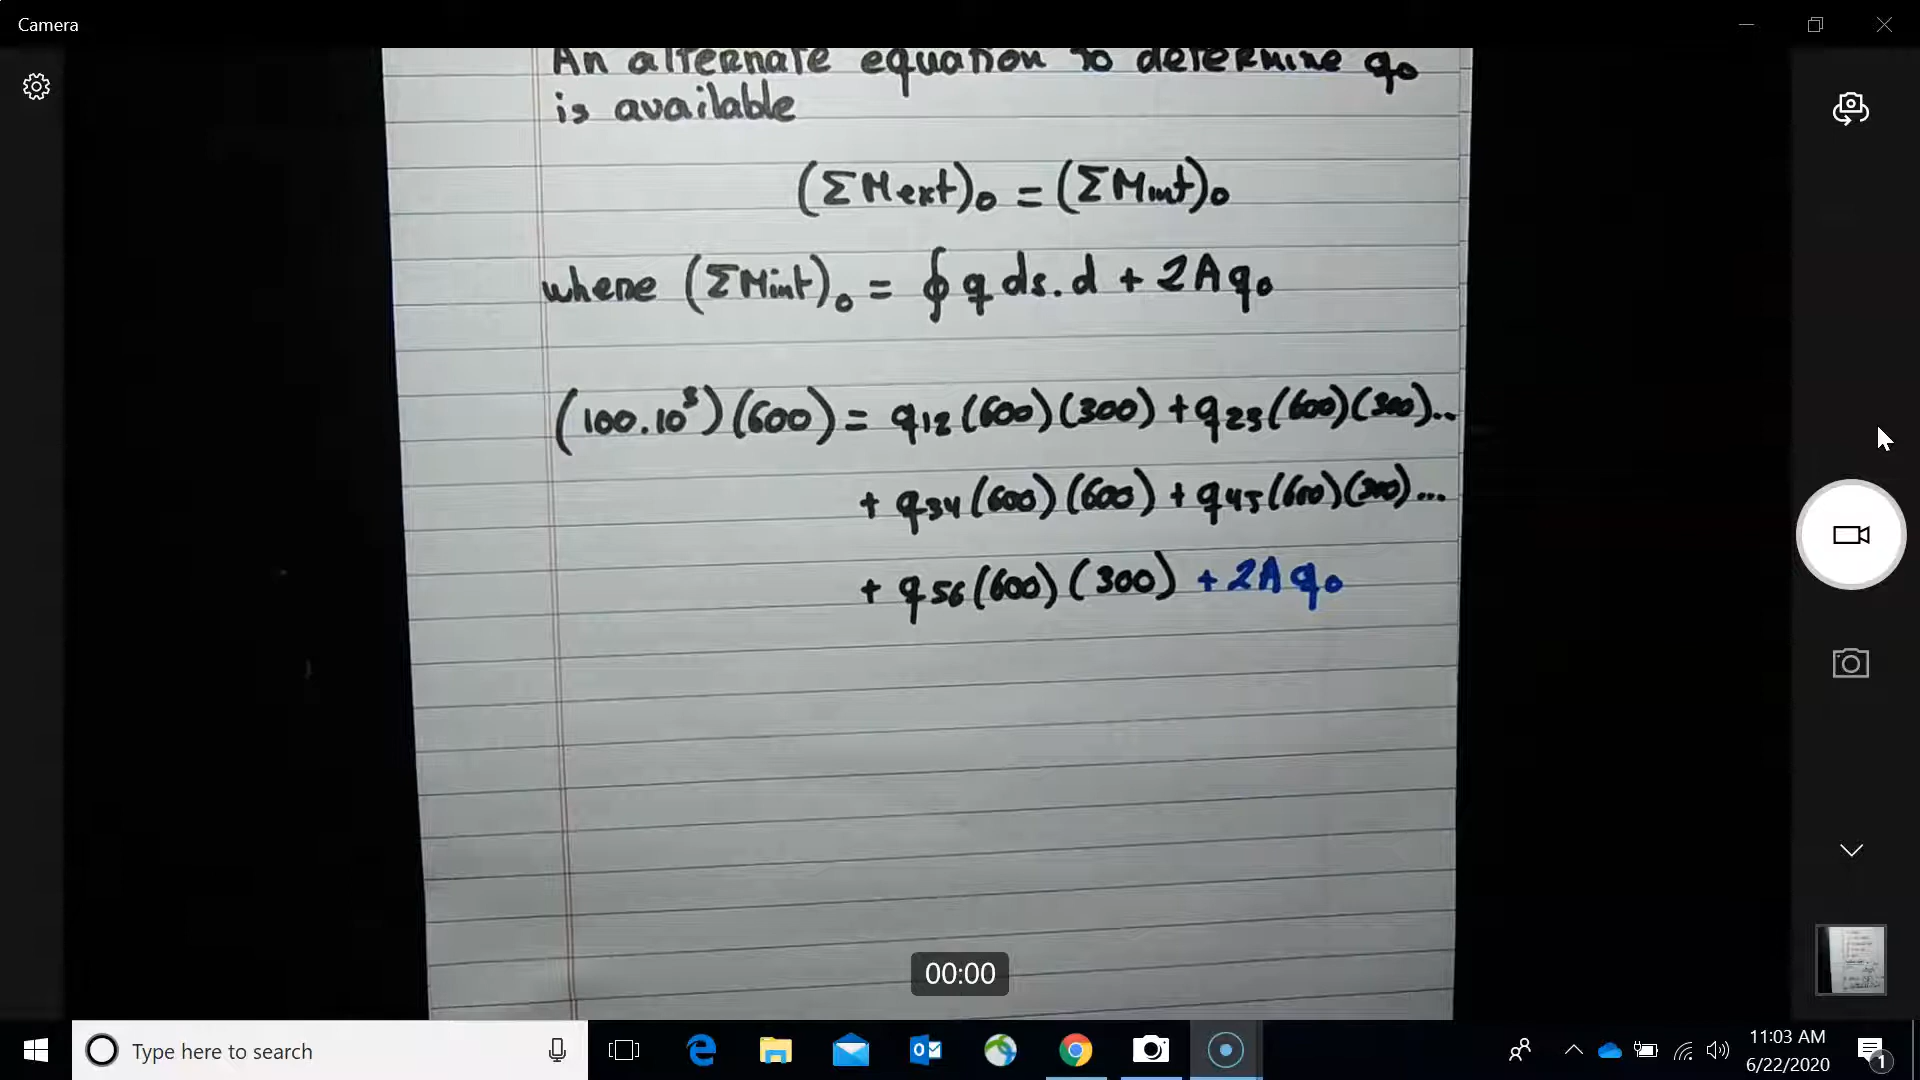 Camera
An alternate equation to determine q₀
is available
(ΣMext)₀ = (ΣMint)₀
where (ΣMint)₀ = ∮ q ds.d + 2Aq₀
(100.10³)(600) = q₁₂(600)(300) + q₂₃(600)(300)...
+ q₃₄(600)(600) + q₄₅(600)(300)...
+ q₅₆(600)(300) + 2Aq₀
00:00
Type here to search
11:03 AM
6/22/2020
1